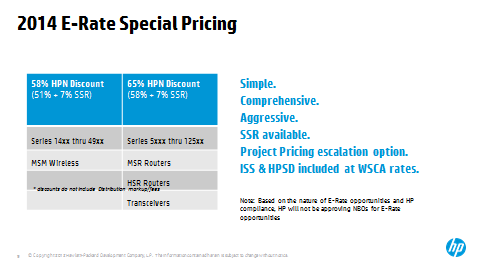 2014 E-Rate Special Pricing
58% HPN Discount
(51% + 7% SSR)
65% HPN Discount
(58% + 7% SSR)
Series 14xx thru 49xx
Series 5xxx thru 125xx
MSM Wireless
MSR Routers
HSR Routers
* discounts do not include Distribution markup/fees
Transceivers
Simple.
Comprehensive.
Aggressive.
SSR available.
Project Pricing escalation option.
ISS & HPSD included at WSCA rates.
Note: Based on the nature of E-Rate opportunities and HP
compliance, HP will not be approving NBOs for E-Rate
opportunities
hp
© Copyright 2013 Hewlett-Packard Development Company, L.P. The information contained herein is subject to change without notice.